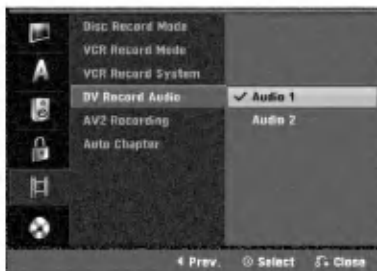 Disc Record Mode
VCR Record Mode
VCR Record System
DV Record Audio
✓ Audio 1
Audio 2
AV2 Recording
Auto Chapter
A
Prev. Select Close